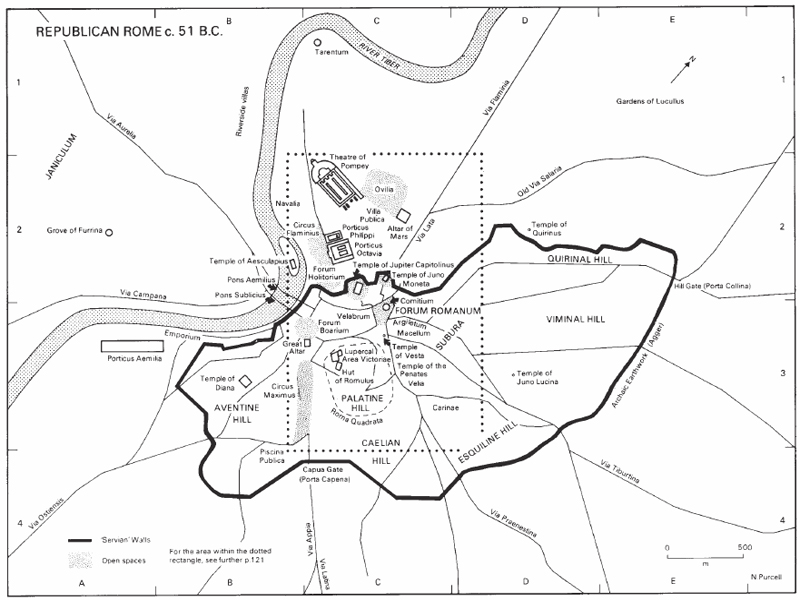 B
C
D
E
REPUBLICAN ROME c. 51 B.C.
1
1
Tarentum
RIVER TIBER
N
Via Flaminia
Gardens of Lucullus
Riverside villas
Via Aurelia
JANICULUM
Theatre of
Pompey
Ovilia
Old Via Salaria
Navalia
Villa
Publica
Altar of
Mars
Via Lata
2
2
Grove of Furrina
Circus
Flaminius
Porticus
Philippi
Porticus
Octavia
Temple of
Quirinus
QUIRINAL HILL
Temple of Aesculapus
Forum
Holitorium
Temple of Jupiter Capitolinus
Temple of Juno
Moneta
Pons Aemilius
Pons Sublicius
Via Campana
Hill Gate (Porta Collina)
Comitium
FORUM ROMANUM
Velabrum
Forum
Boarium
Argiletum
Macellum
SUBURA
VIMINAL HILL
Emporium
Porticus Aemilia
Great
Altar
Lupercal
Area Victoriae
Hut
of Romulus
Temple
of Vesta
Temple of the
Penates
Velia
Archaic Earthwork (Agger)
3
3
Temple of
Diana
Circus
Maximus
Temple of
Juno Lucina
AVENTINE
HILL
PALATINE
HILL
Roma Quadrata
Carinae
ESQUILINE HILL
CAELIAN
HILL
Piscina
Publica
Capua Gate
(Porta Capena)
Via Tiburtina
Via Ostiensis
Via Praenestina
4
4
Via Appia
Via Latina
'Servian' Walls
Open spaces
For the area within the dotted
rectangle, see further p.121
0
500
m
A
B
C
D
E
N Purcell